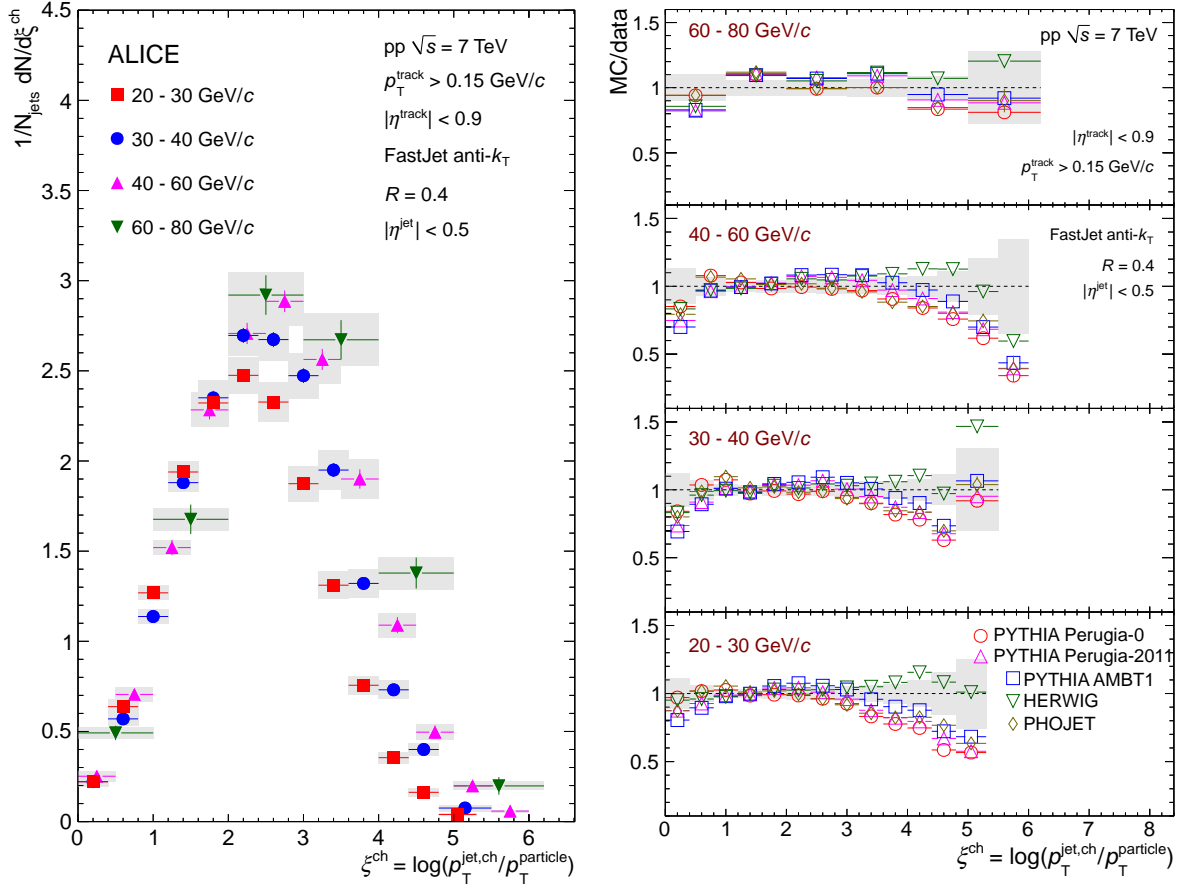 1/N_jets dN/dξ^ch
4.5
4
3.5
3
2.5
2
1.5
1
0.5
0
ALICE
20 - 30 GeV/c
30 - 40 GeV/c
40 - 60 GeV/c
60 - 80 GeV/c
pp √s = 7 TeV
p_T^track > 0.15 GeV/c
|η^track| < 0.9
FastJet anti-k_T
R = 0.4
|η^jet| < 0.5
0 1 2 3 4 5 6
ξ^ch = log(p_T^jet,ch/p_T^particle)
MC/data
1.5
1
0.5
60 - 80 GeV/c
pp √s = 7 TeV
|η^track| < 0.9
p_T^track > 0.15 GeV/c
1.5
1
0.5
40 - 60 GeV/c
FastJet anti-k_T
R = 0.4
|η^jet| < 0.5
1.5
1
0.5
30 - 40 GeV/c
1.5
1
0.5
20 - 30 GeV/c
PYTHIA Perugia-0
PYTHIA Perugia-2011
PYTHIA AMBT1
HERWIG
PHOJET
0 1 2 3 4 5 6 7 8
ξ^ch = log(p_T^jet,ch/p_T^particle)